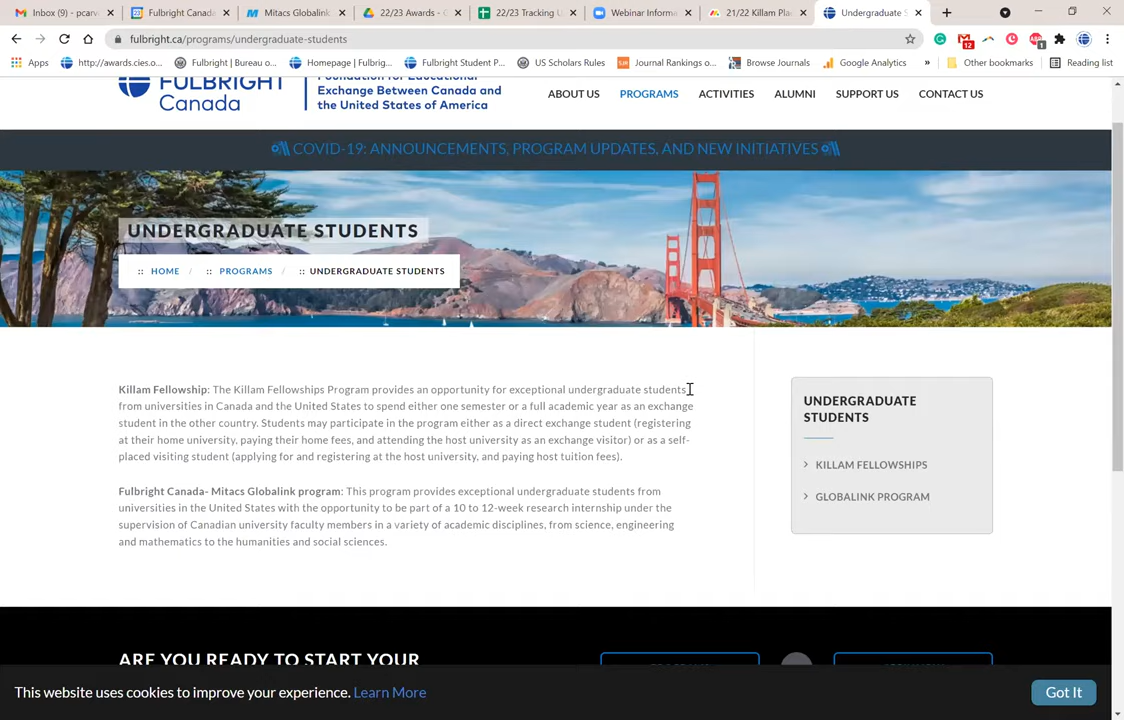 Inbox (9) - pcarv
Fulbright Canada
Mitacs Globalink
22/23 Awards - G
22/23 Tracking U
Webinar Informa
21/22 Killam Pla
Undergraduate S
fulbright.ca/programs/undergraduate-students
12
1
Apps
http://awards.cies.o...
Fulbright | Bureau o...
Homepage | Fulbrig...
Fulbright Student P...
US Scholars Rules
Journal Rankings o...
Browse Journals
Google Analytics
»
Other bookmarks
Reading list
FULBRIGHT
Canada
Foundation for Educational
Exchange Between Canada and
the United States of America
ABOUT US
PROGRAMS
ACTIVITIES
ALUMNI
SUPPORT US
CONTACT US
COVID-19: ANNOUNCEMENTS, PROGRAM UPDATES, AND NEW INITIATIVES
UNDERGRADUATE STUDENTS
:: HOME / :: PROGRAMS / :: UNDERGRADUATE STUDENTS
Killam Fellowship: The Killam Fellowships Program provides an opportunity for exceptional undergraduate students
from universities in Canada and the United States to spend either one semester or a full academic year as an exchange
student in the other country. Students may participate in the program either as a direct exchange student (registering
at their home university, paying their home fees, and attending the host university as an exchange visitor) or as a self-
placed visiting student (applying for and registering at the host university, and paying host tuition fees).
Fulbright Canada- Mitacs Globalink program: This program provides exceptional undergraduate students from
universities in the United States with the opportunity to be part of a 10 to 12-week research internship under the
supervision of Canadian university faculty members in a variety of academic disciplines, from science, engineering
and mathematics to the humanities and social sciences.
UNDERGRADUATE
STUDENTS
> KILLAM FELLOWSHIPS
> GLOBALINK PROGRAM
ARE YOU READY TO START YOUR
This website uses cookies to improve your experience. Learn More
Got It